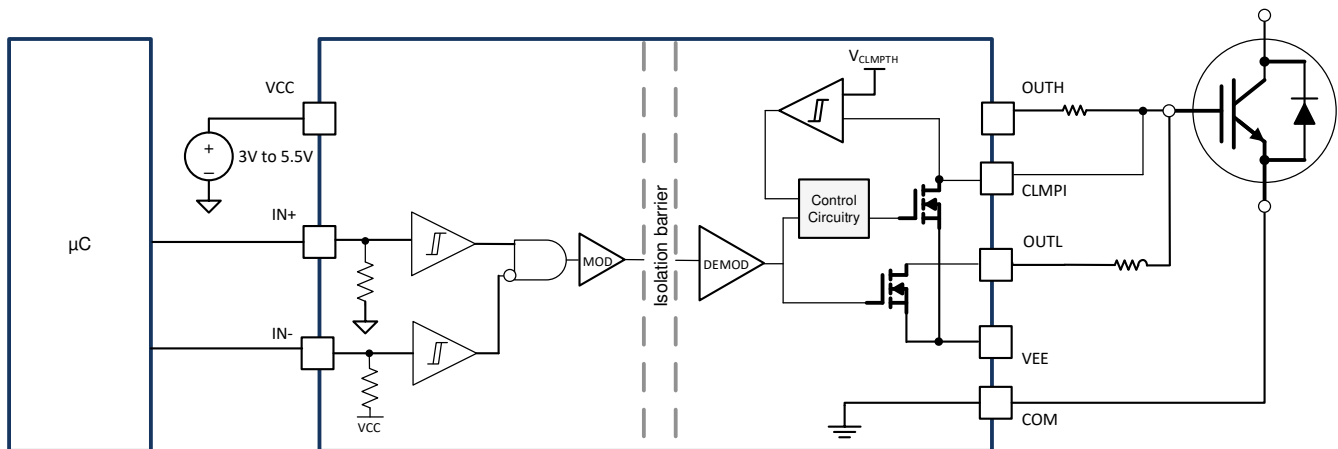 μC
VCC
+
−
3V to 5.5V
IN+
IN-
VCC
MOD
Isolation barrier
DEMOD
VCLMPTH
Control
Circuitry
OUTH
CLMPI
OUTL
VEE
COM